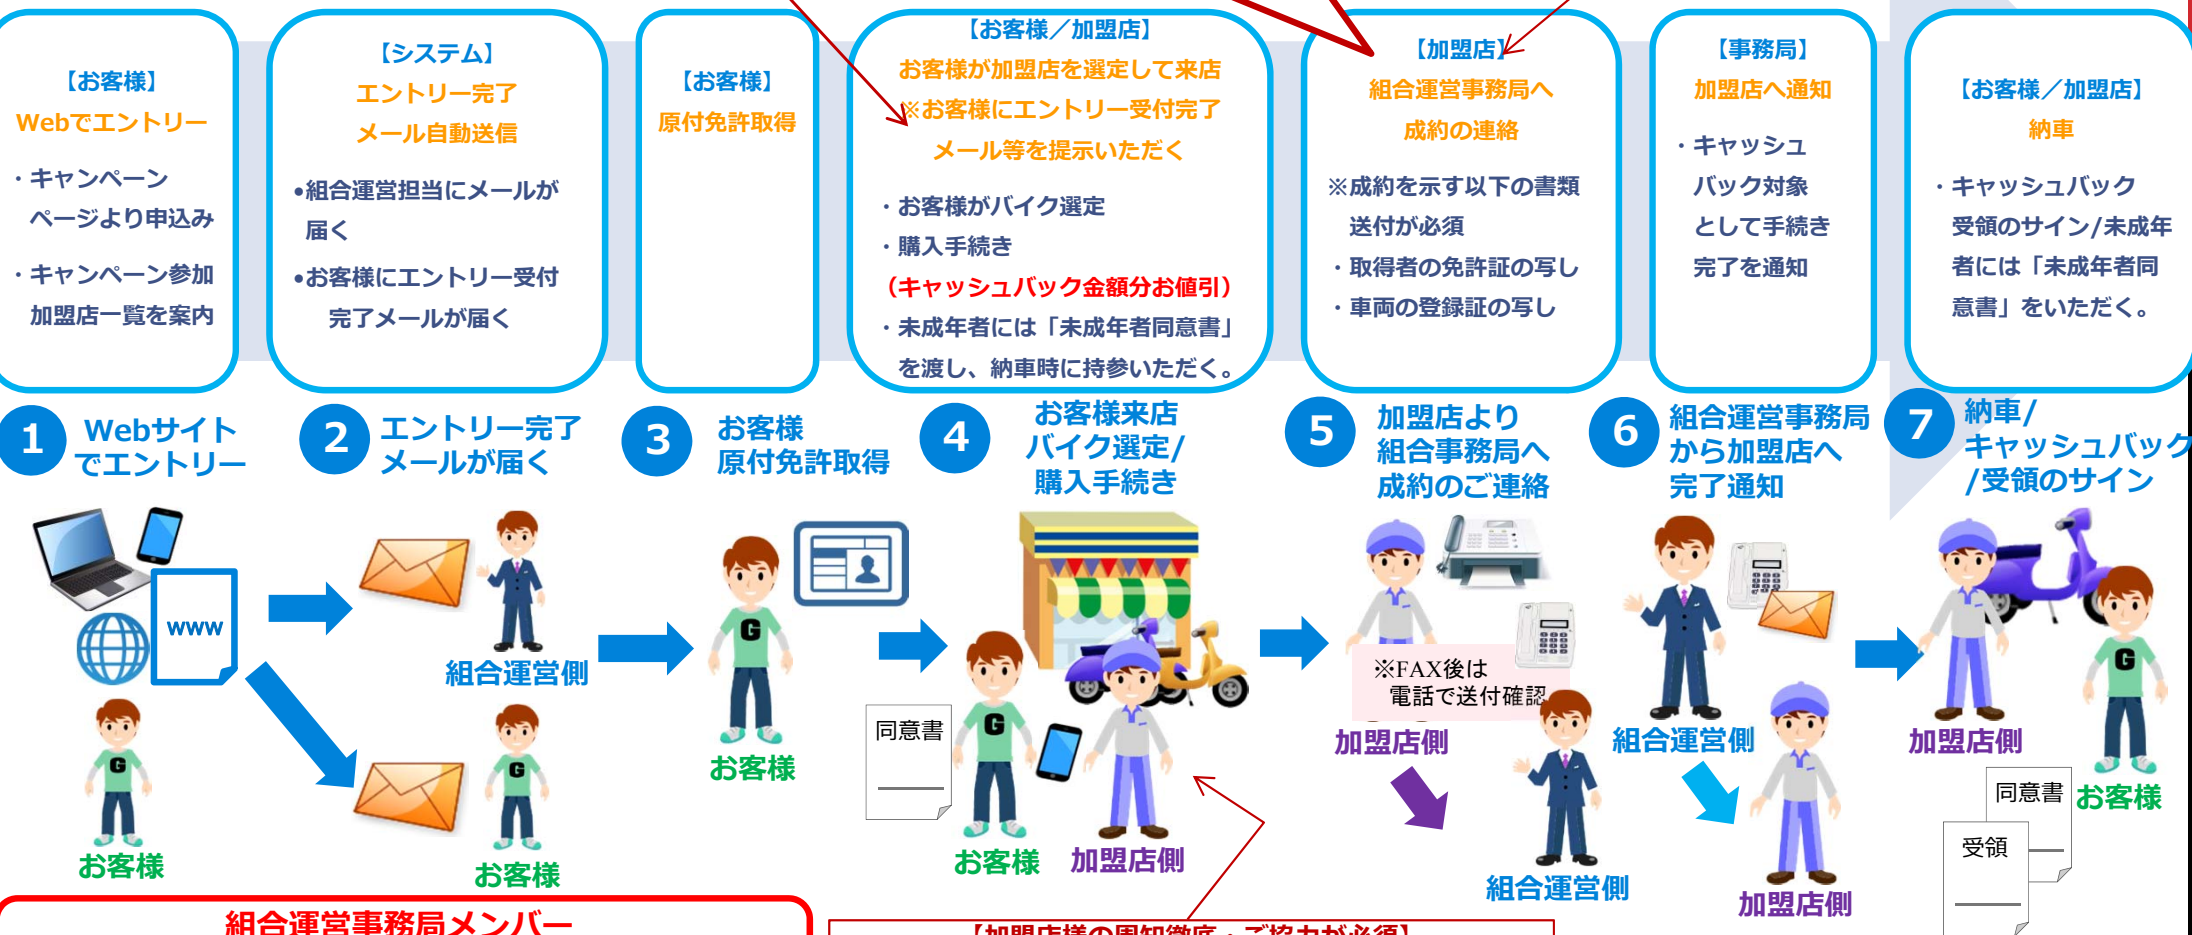 【お客様】
Webでエントリー
・キャンペーン
ページより申込み
・キャンペーン参加
加盟店一覧を案内
【システム】
エントリー完了
メール自動送信
•組合運営担当にメールが
届く
•お客様にエントリー受付
完了メールが届く
【お客様】
原付免許取得
【お客様／加盟店】
お客様が加盟店を選定して来店
※お客様にエントリー受付完了
メール等を提示いただく
・お客様がバイク選定
・購入手続き
（キャッシュバック金額分お値引）
・未成年者には「未成年者同意書」
を渡し、納車時に持参いただく。
【加盟店】
組合運営事務局へ
成約の連絡
※成約を示す以下の書類
送付が必須
・取得者の免許証の写し
・車両の登録証の写し
【事務局】
加盟店へ通知
・キャッシュ
バック対象
として手続き
完了を通知
【お客様／加盟店】
納車
・キャッシュバック
受領のサイン/未成年
者には「未成年者同
意書」をいただく。
1
Webサイト
でエントリー
2
エントリー完了
メールが届く
3
お客様
原付免許取得
4
お客様来店
バイク選定/
購入手続き
5
加盟店より
組合事務局へ
成約のご連絡
6
組合運営事務局
から加盟店へ
完了通知
7
納車/
キャッシュバック
/受領のサイン
www
お客様
組合運営側
お客様
G
お客様
同意書
お客様
加盟店側
※FAX後は
電話で送付確認
加盟店側
組合運営側
組合運営側
加盟店側
加盟店側
お客様
同意書
受領
組合運営事務局メンバー
【加盟店様の周知徹底・ご協力が必須】